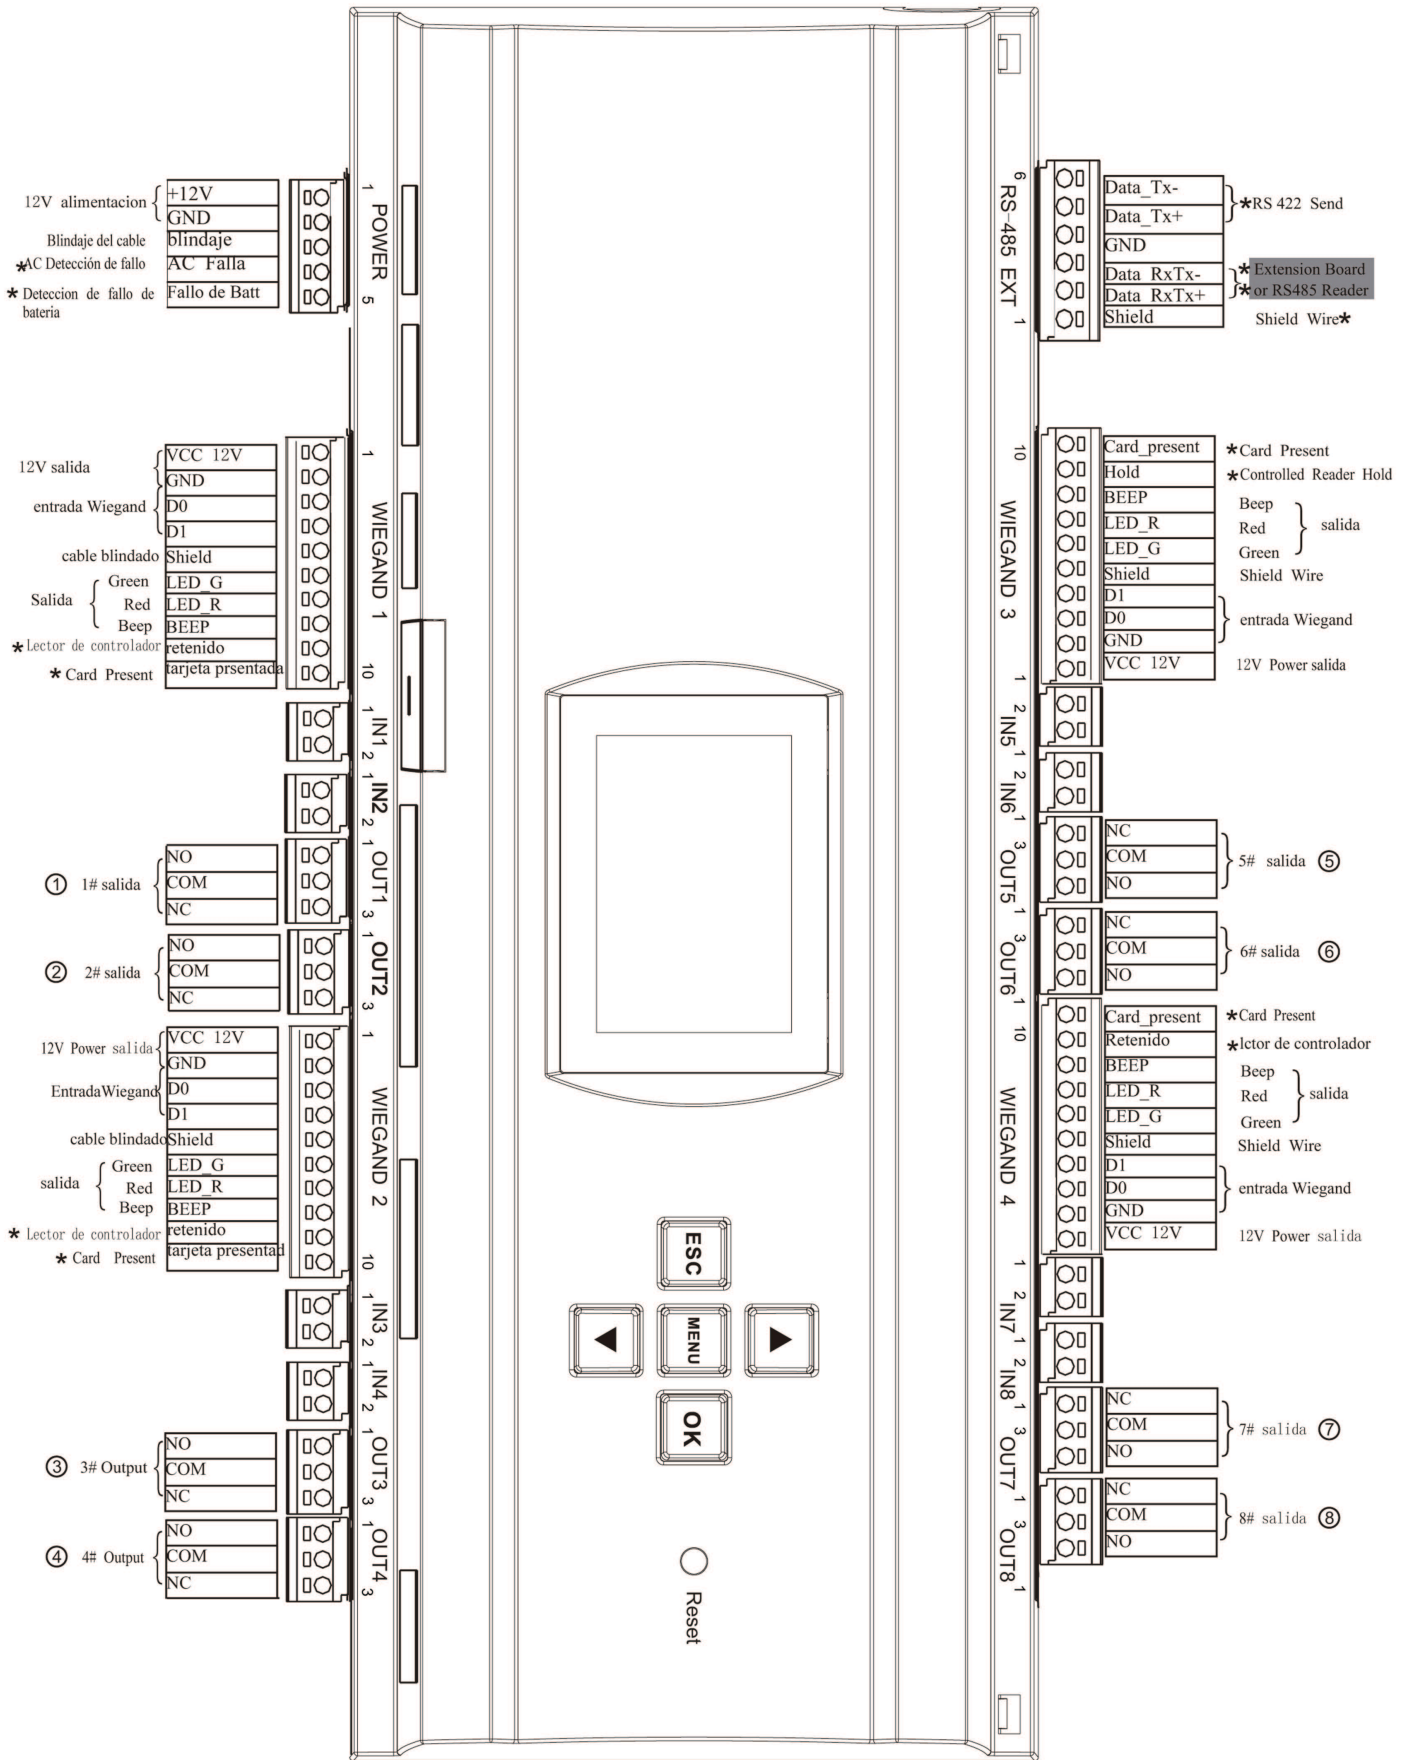 12V alimentacion
+12V
GND
Blindaje del cable
blindaje
*AC Detección de fallo
AC Falla
* Deteccion de fallo de
bateria
Fallo de Batt
1 POWER 5
12V salida
VCC 12V
GND
entrada Wiegand
D0
D1
cable blindado
Shield
Salida
Green
LED_G
Red
LED_R
Beep
BEEP
*Lector de controlador
retenido
* Card Present
tarjeta prsentada
1 WIEGAND 1 10
1 IN1 2
1 IN2 2
① 1# salida
NO
COM
NC
1 OUT1 3
② 2# salida
NO
COM
NC
1 OUT2 3
12V Power salida
VCC 12V
GND
EntradaWiegand
D0
D1
cable blindado
Shield
salida
Green
LED_G
Red
LED_R
Beep
BEEP
* Lector de controlador
retenido
* Card Present
tarjeta presentad
1 WIEGAND 2 10
1 IN3 2
1 IN4 2
③ 3# Output
NO
COM
NC
1 OUT3 3
④ 4# Output
NO
COM
NC
1 OUT4 3
ESC
◀ MENU ▶
OK
Reset
6 RS-485 EXT 1
Data_Tx-
Data_Tx+
*RS 422 Send
GND
Data RxTx-
Data RxTx+
* Extension Board
* or RS485 Reader
Shield
Shield Wire*
10 WIEGAND 3 1
Card_present
*Card Present
Hold
*Controlled Reader Hold
BEEP
Beep
LED_R
Red
salida
LED_G
Green
Shield
Shield Wire
D1
D0
entrada Wiegand
GND
VCC 12V
12V Power salida
2 IN5 1
2 IN6 1
3 OUT5 1
NC
COM
NO
5# salida ⑤
3 OUT6 1
NC
COM
NO
6# salida ⑥
10 WIEGAND 4 1
Card_present
*Card Present
Retenido
*lctor de controlador
BEEP
Beep
LED_R
Red
salida
LED_G
Green
Shield
Shield Wire
D1
D0
entrada Wiegand
GND
VCC 12V
12V Power salida
2 IN7 1
2 IN8 1
3 OUT7 1
NC
COM
NO
7# salida ⑦
3 OUT8 1
NC
COM
NO
8# salida ⑧